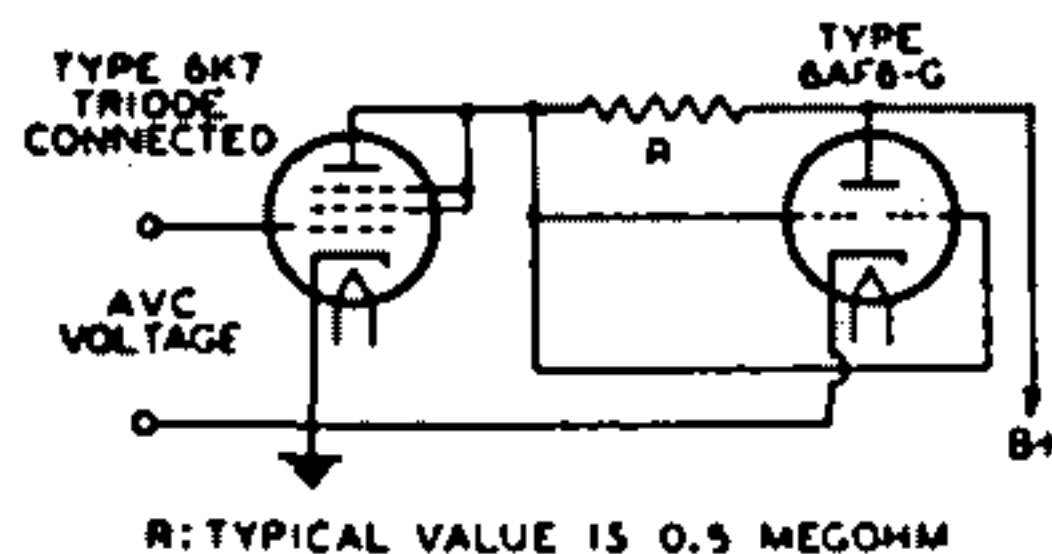 TYPE 6K7
TRIODE
CONNECTED
TYPE
6AF6-G
R
AVC
VOLTAGE
B+
R: TYPICAL VALUE IS 0.5 MEGOHM